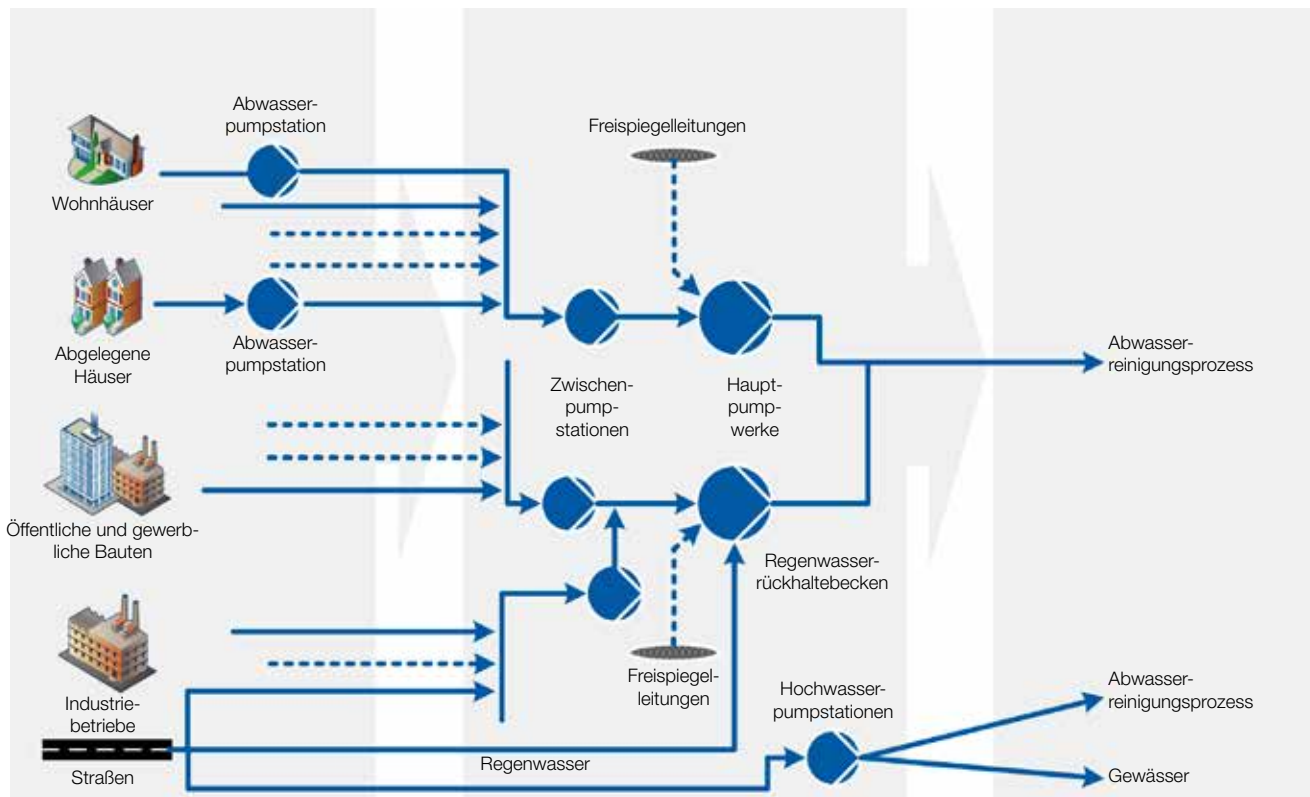 Abwasser-
pumpstation
Freispiegelleitungen
Wohnhäuser
Abgelegene
Häuser
Abwasser-
pumpstation
Zwischen-
pump-
stationen
Haupt-
pump-
werke
Abwasser-
reinigungsprozess
Öffentliche und gewerb-
liche Bauten
Regenwasser-
rückhaltebecken
Industrie-
betriebe
Freispiegel-
leitungen
Hochwasser-
pumpstationen
Abwasser-
reinigungsprozess
Straßen
Regenwasser
Gewässer